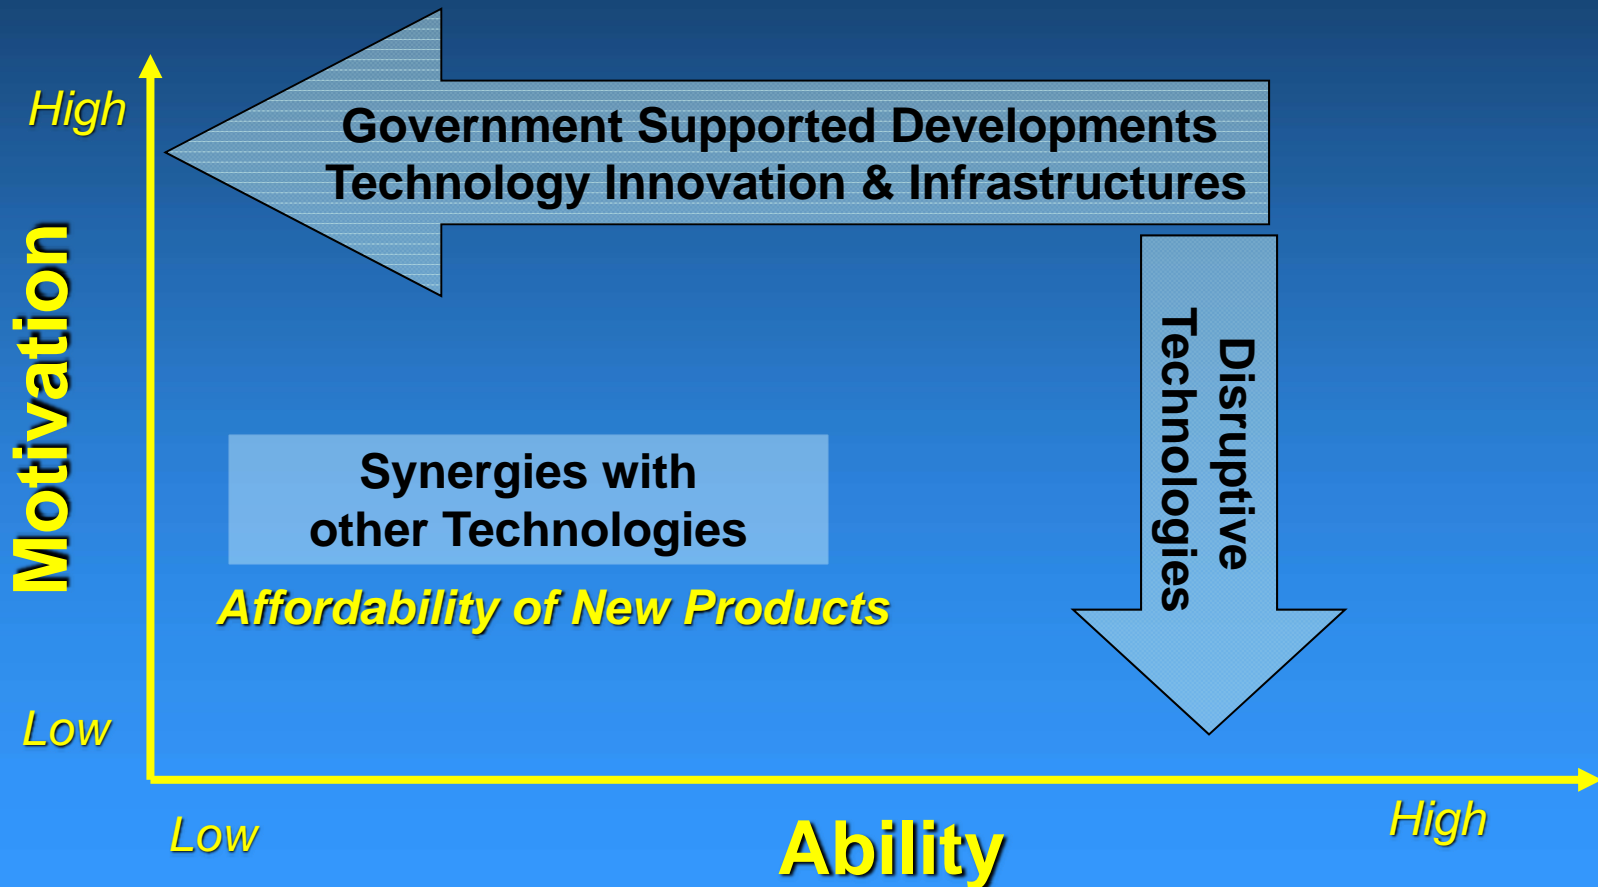 High
Government Supported Developments
Technology Innovation & Infrastructures
Motivation
Disruptive
Technologies
Synergies with
other Technologies
Affordability of New Products
Low
Low
Ability
High